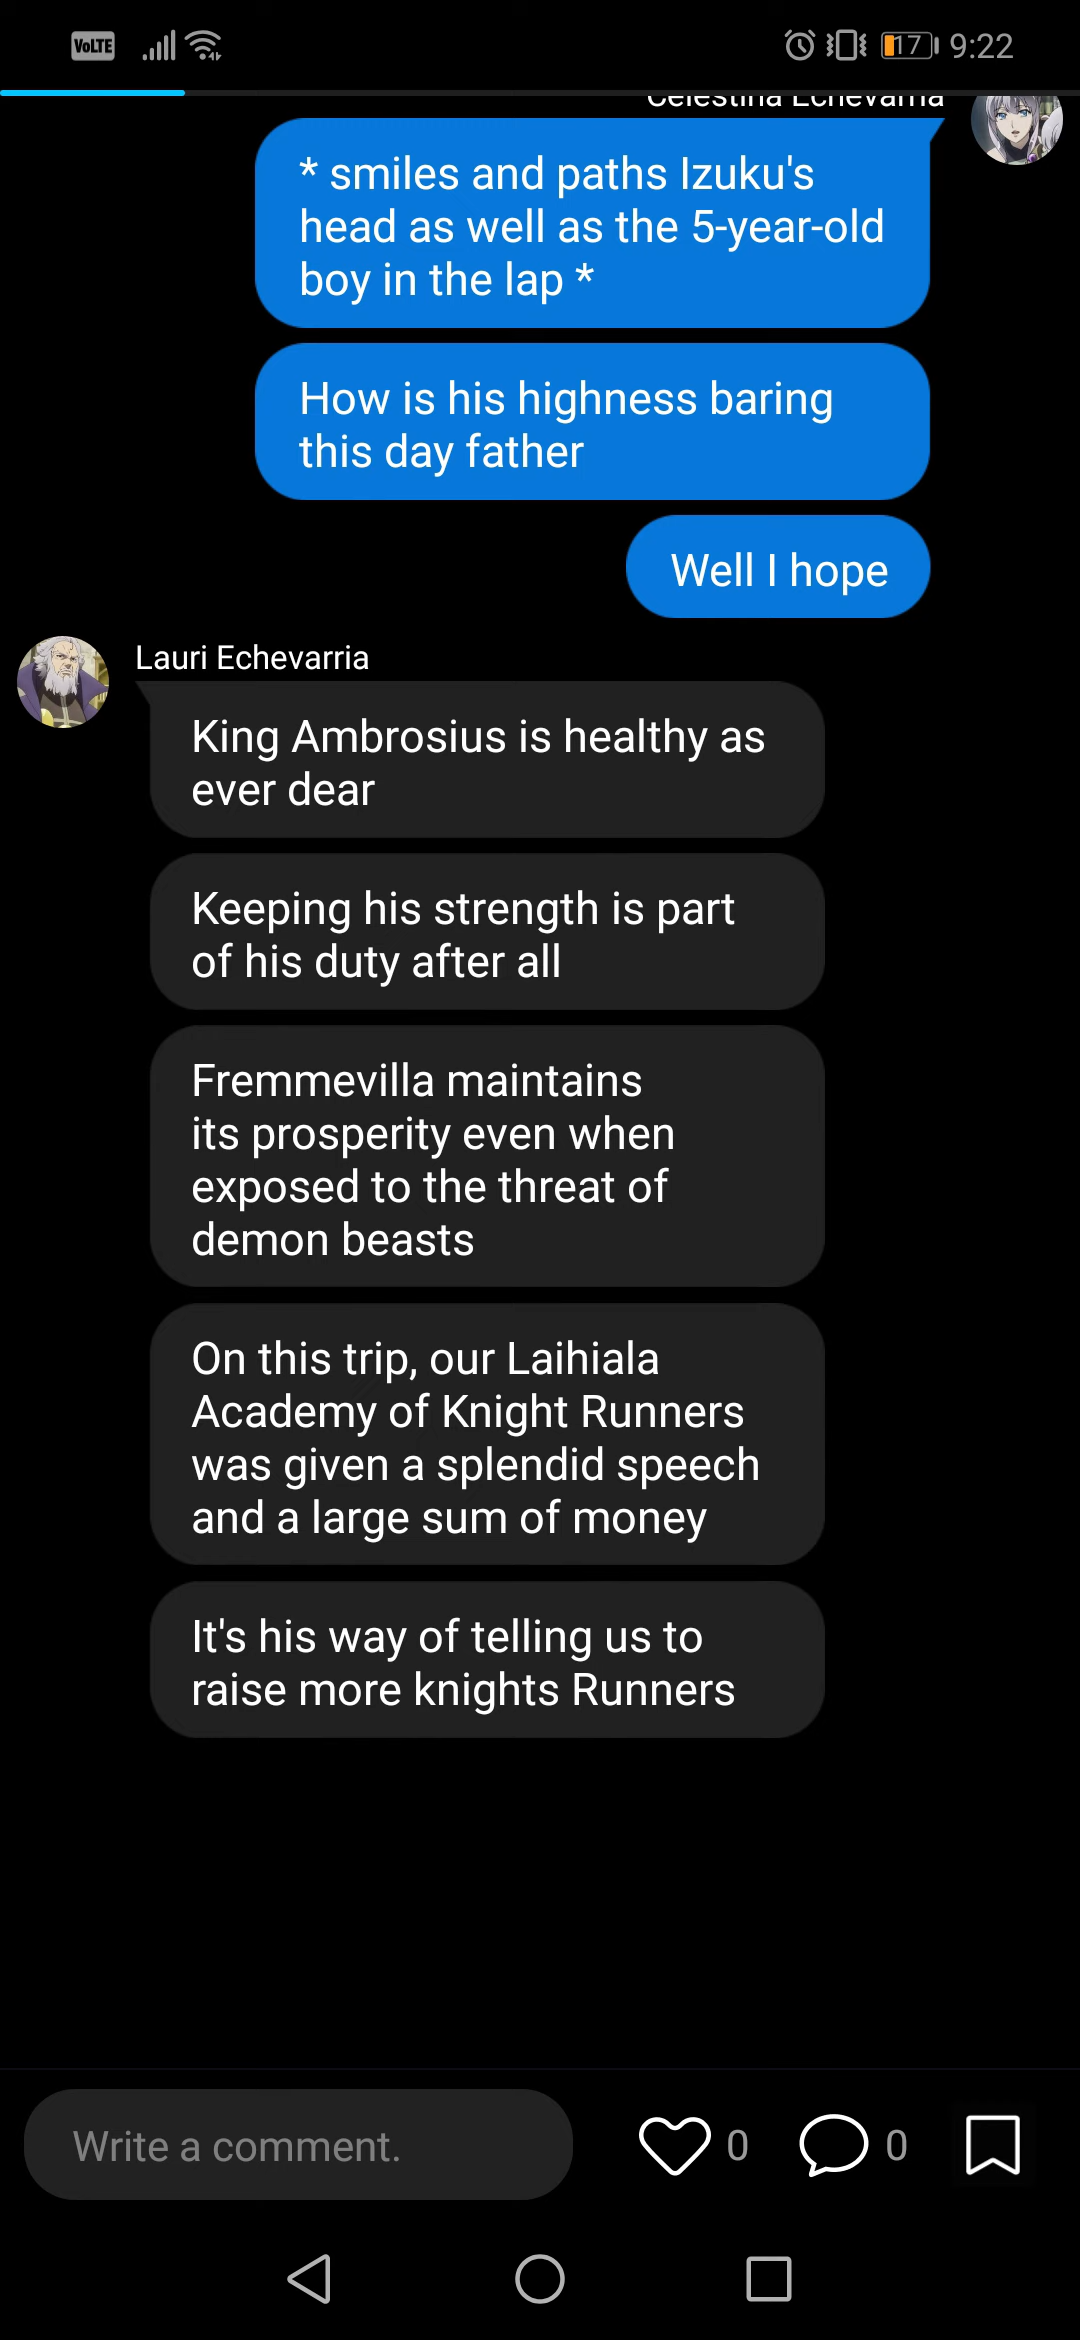 VoLTE
17
9:22
Celestina Echevarria
* smiles and paths Izuku's
head as well as the 5-year-old
boy in the lap *
How is his highness baring
this day father
Well I hope
Lauri Echevarria
King Ambrosius is healthy as
ever dear
Keeping his strength is part
of his duty after all
Fremmevilla maintains
its prosperity even when
exposed to the threat of
demon beasts
On this trip, our Laihiala
Academy of Knight Runners
was given a splendid speech
and a large sum of money
It's his way of telling us to
raise more knights Runners
Write a comment.
0
0